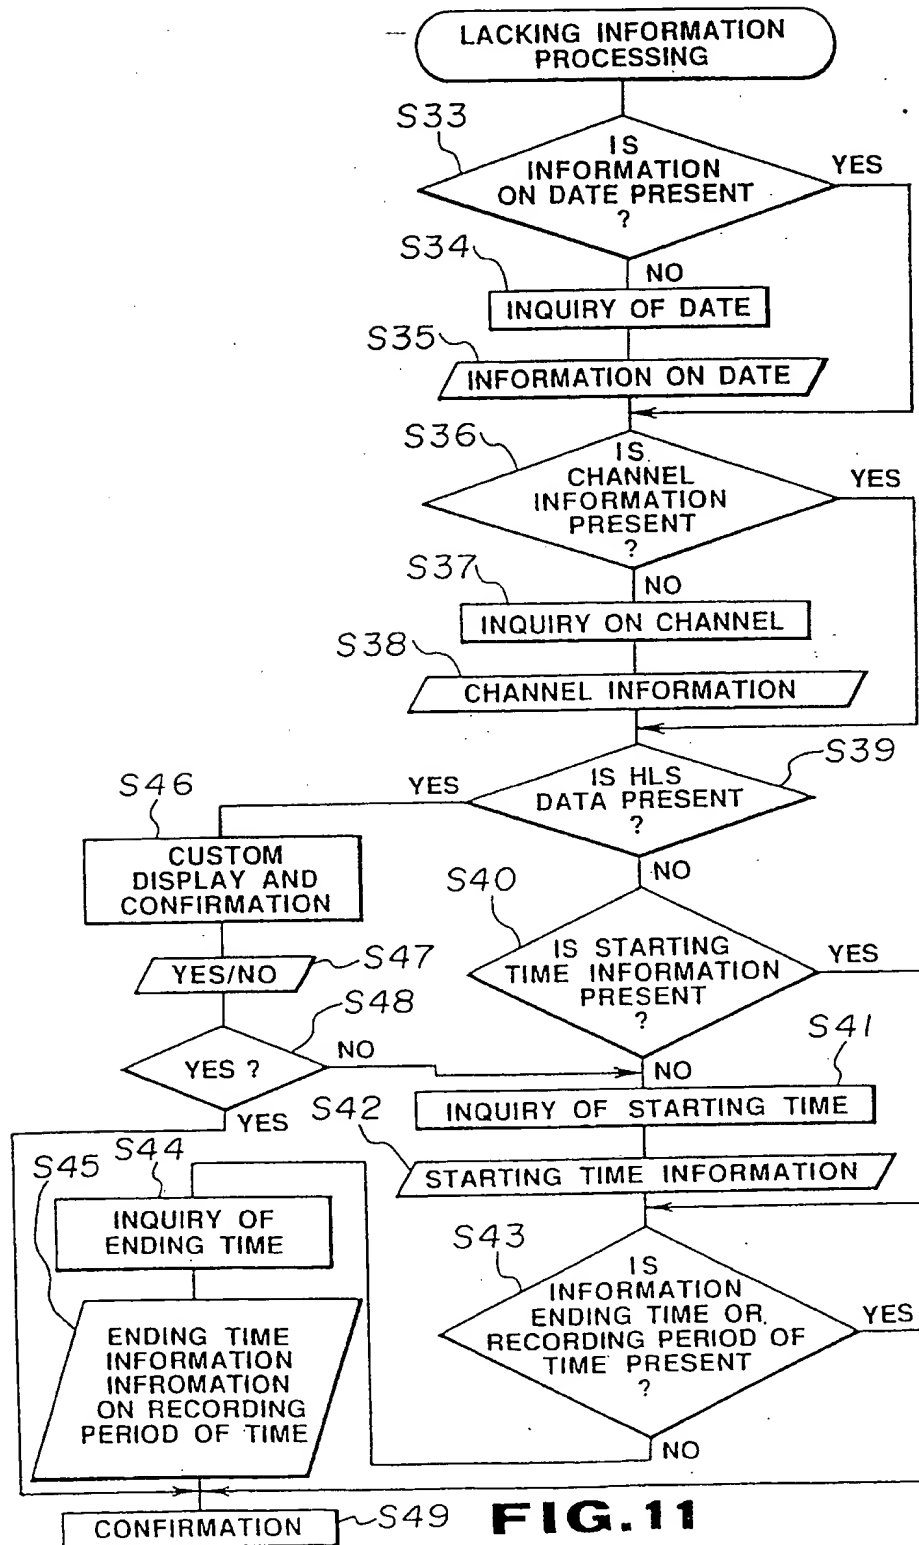 LACKING INFORMATION
PROCESSING
S33
IS
INFORMATION
ON DATE PRESENT
?
YES
NO
S34
INQUIRY OF DATE
S35
INFORMATION ON DATE
S36
IS
CHANNEL
INFORMATION
PRESENT
?
YES
NO
S37
INQUIRY ON CHANNEL
S38
CHANNEL INFORMATION
S39
IS HLS
DATA PRESENT
?
YES
NO
S46
CUSTOM
DISPLAY AND
CONFIRMATION
S47
YES/NO
S48
YES ?
NO
YES
S40
IS STARTING
TIME INFORMATION
PRESENT
?
YES
NO
S41
INQUIRY OF STARTING TIME
S42
STARTING TIME INFORMATION
S43
IS
INFORMATION
ENDING TIME OR
RECORDING PERIOD OF
TIME PRESENT
?
YES
NO
S44
INQUIRY OF
ENDING TIME
S45
ENDING TIME
INFORMATION
INFROMATION
ON RECORDING
PERIOD OF TIME
CONFIRMATION
S49
FIG.11